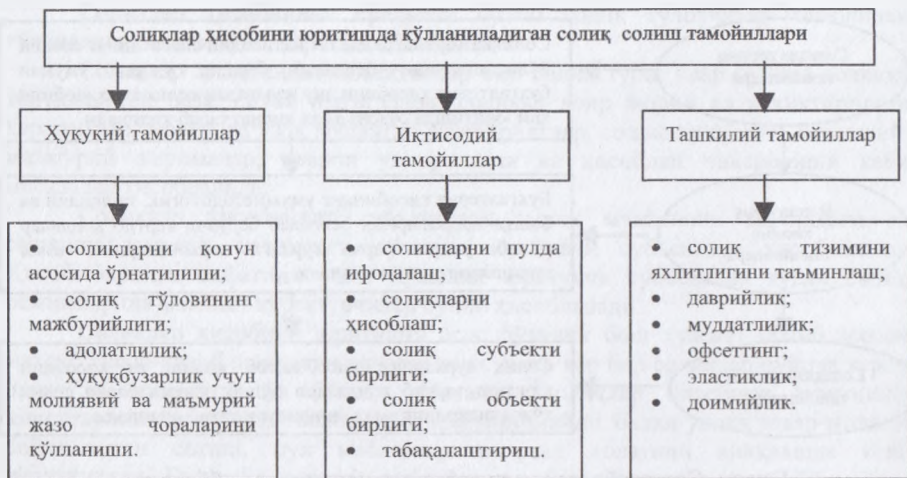 Солиқлар ҳисобини юритишда қўлланиладиган солиқ солиш тамойиллари
Ҳуқуқий тамойиллар
Иқтисодий
тамойиллар
Ташкилий тамойиллар
• солиқларни қонун
асосида ўрнатилиши;
• солиқ тўловининг
мажбурийлиги;
• адолатлилик;
• ҳуқуқбузарлик учун
молиявий ва маъмурий
жазо чораларини
қўлланиши.
• солиқларни пулда
ифодалаш;
• солиқларни
ҳисоблаш;
• солиқ субъекти
бирлиги;
• солиқ объекти
бирлиги;
• табақалаштириш.
• солиқ тизимини
яхлитлигини таъминлаш;
• даврийлик;
• муддатлилик;
• офсеттинг;
• эластиклик;
• доимийлик.